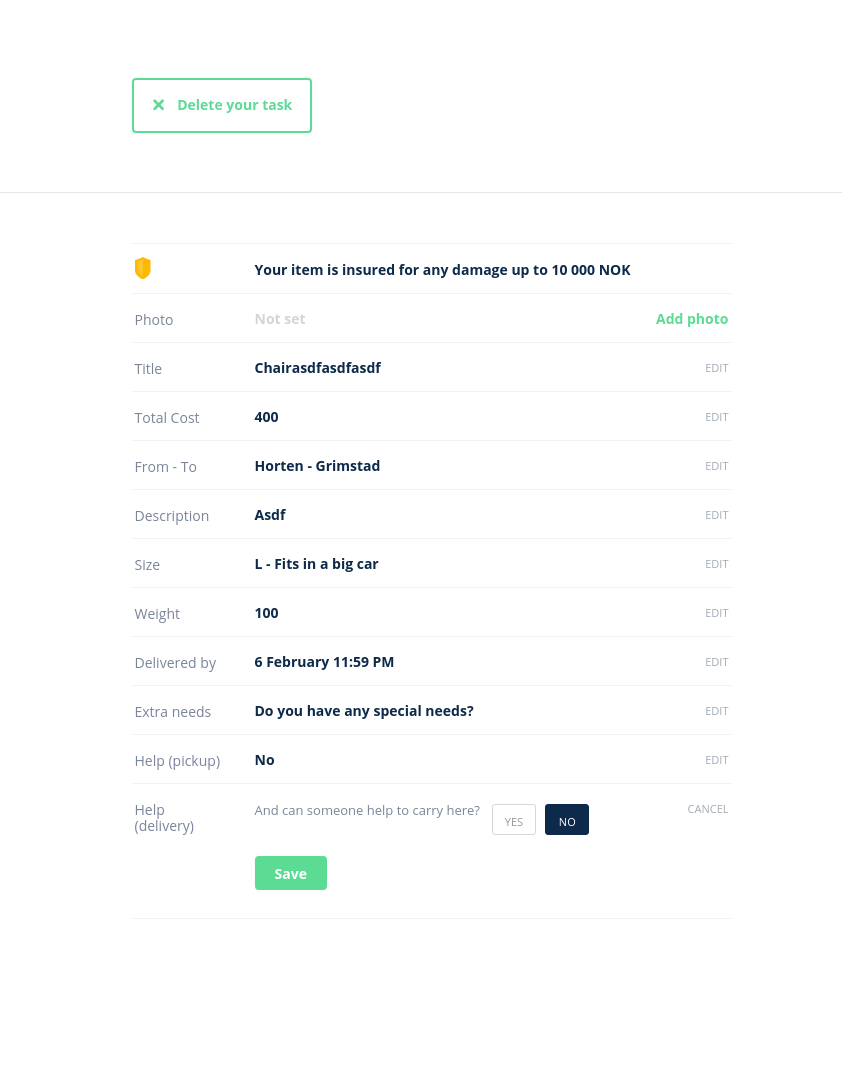 Delete your task
Your item is insured for any damage up to 10 000 NOK
Photo Not set Add photo
Title Chairasdfasdfasdf EDIT
Total Cost 400 EDIT
From - To Horten - Grimstad EDIT
Description Asdf EDIT
Size L - Fits in a big car EDIT
Weight 100 EDIT
Delivered by 6 February 11:59 PM EDIT
Extra needs Do you have any special needs? EDIT
Help (pickup) No EDIT
Help (delivery) And can someone help to carry here? YES NO CANCEL
Save